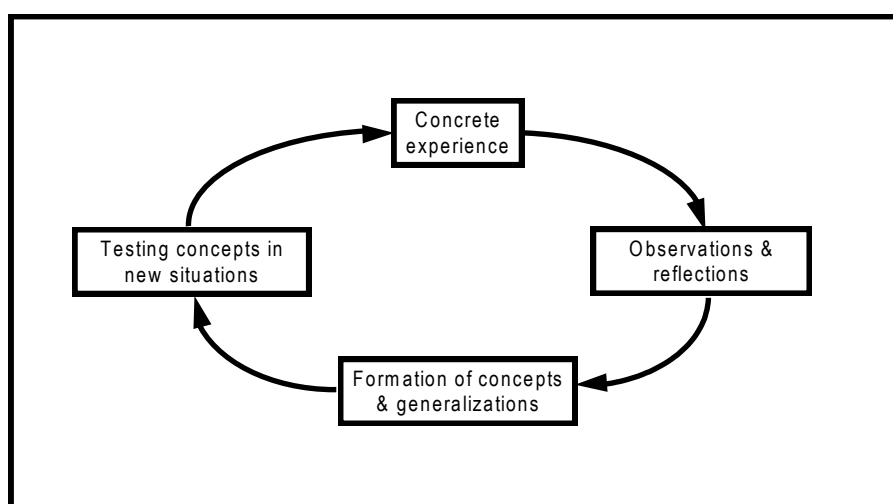 Concrete
experience
Testing concepts in
new situations
Observations &
reflections
Formation of concepts
& generalizations